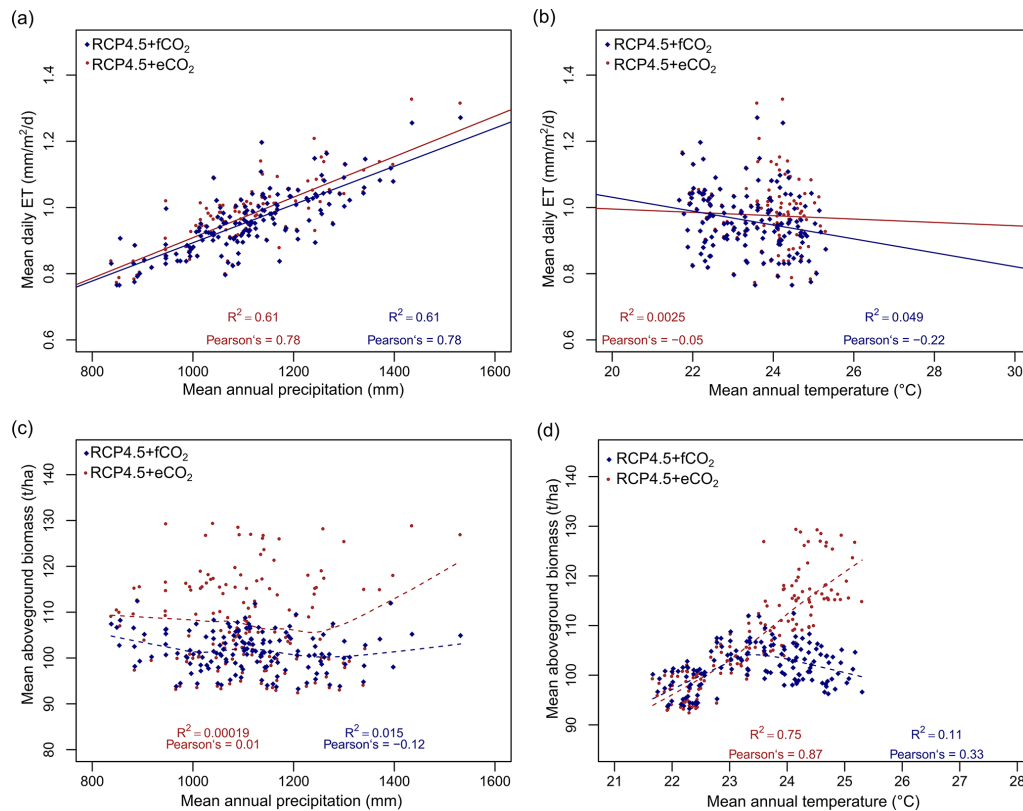 (a)
RCP4.5+fCO₂
RCP4.5+eCO₂
Mean daily ET (mm/m²/d)
1.4
1.2
1.0
0.8
0.6
R² = 0.61
Pearson's = 0.78
R² = 0.61
Pearson's = 0.78
800 1000 1200 1400 1600
Mean annual precipitation (mm)
(b)
RCP4.5+fCO₂
RCP4.5+eCO₂
Mean daily ET (mm/m²/d)
1.4
1.2
1.0
0.8
0.6
R² = 0.0025
Pearson's = −0.05
R² = 0.049
Pearson's = −0.22
20 22 24 26 28 30
Mean annual temperature (°C)
(c)
RCP4.5+fCO₂
RCP4.5+eCO₂
Mean aboveground biomass (t/ha)
140
130
120
110
100
90
80
R² = 0.00019
Pearson's = 0.01
R² = 0.015
Pearson's = −0.12
800 1000 1200 1400 1600
Mean annual precipitation (mm)
(d)
RCP4.5+fCO₂
RCP4.5+eCO₂
Mean aboveground biomass (t/ha)
140
130
120
110
100
90
R² = 0.75
Pearson's = 0.87
R² = 0.11
Pearson's = 0.33
21 22 23 24 25 26 27 28
Mean annual temperature (°C)